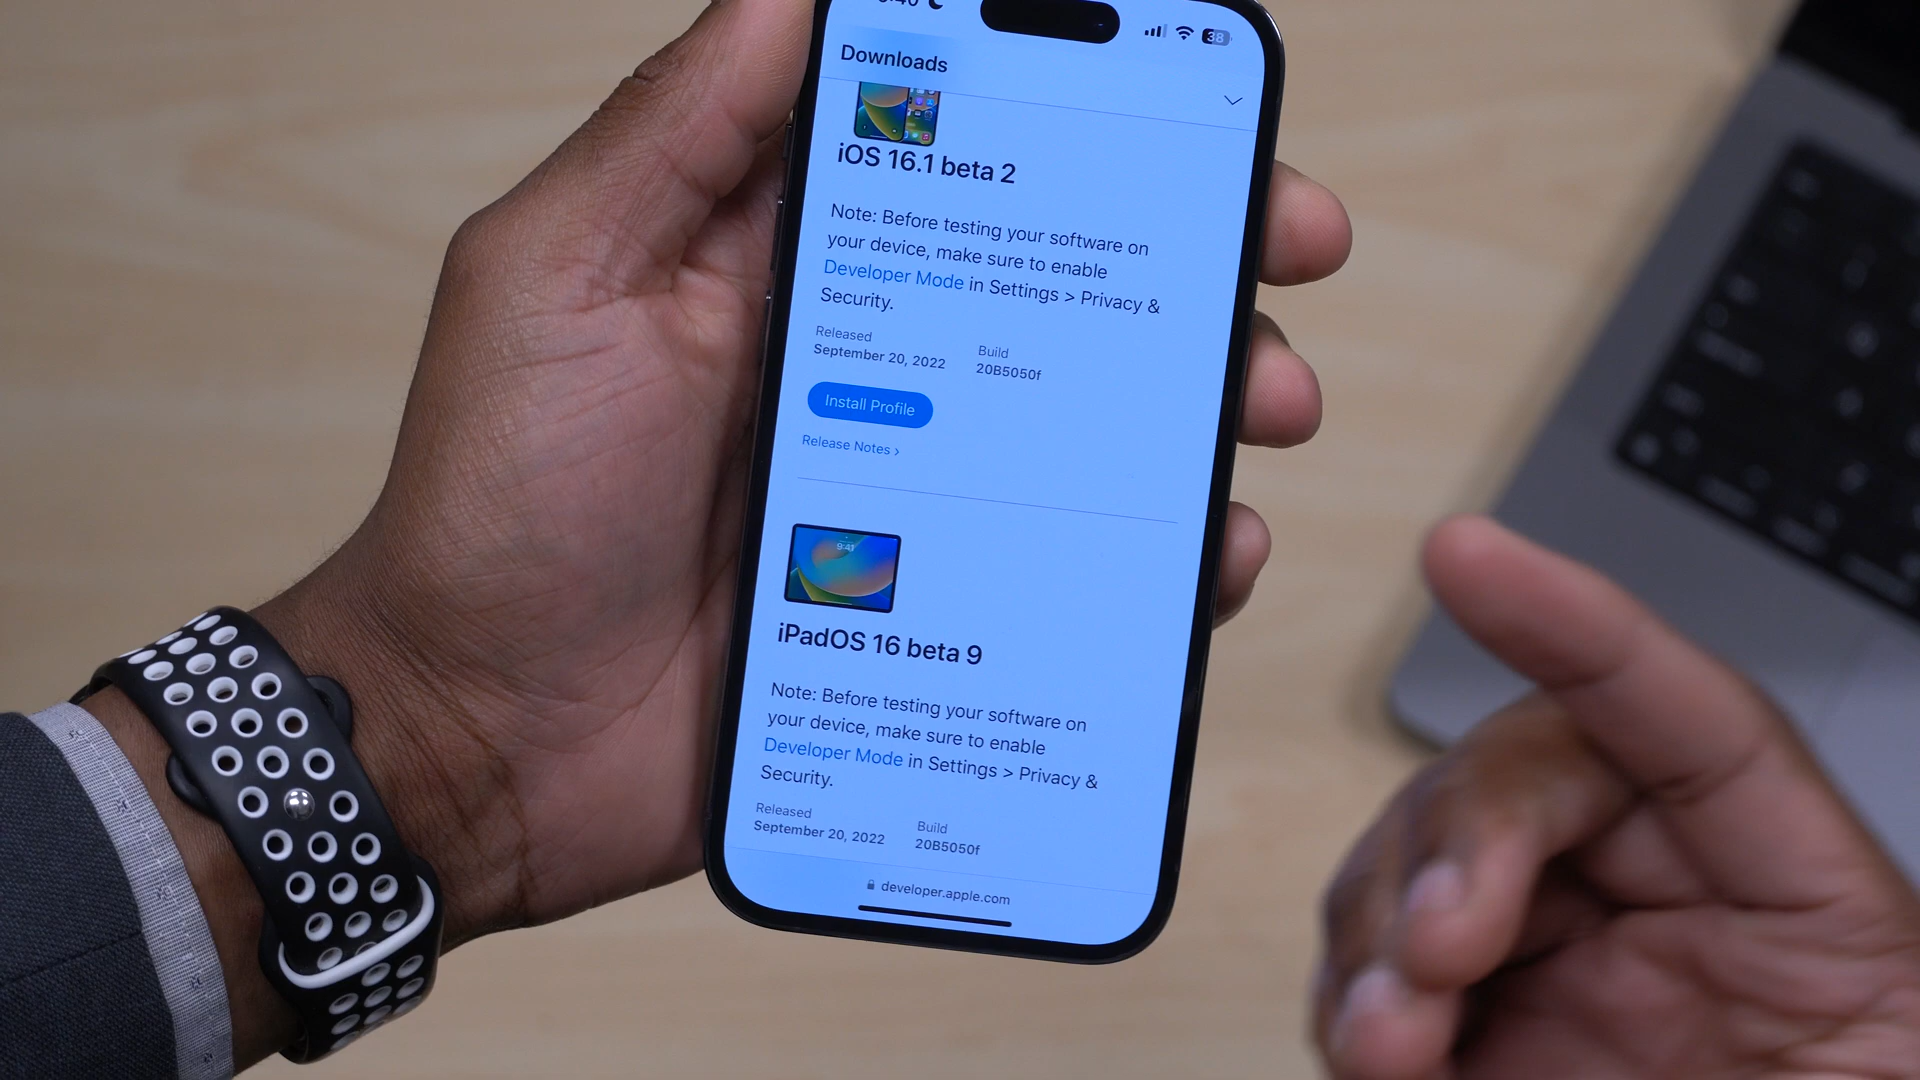 38
Downloads
iOS 16.1 beta 2
Note: Before testing your software on
your device, make sure to enable
Developer Mode in Settings > Privacy &
Security.
Released
September 20, 2022
Build
20B5050f
Install Profile
Release Notes >
9:41
iPadOS 16 beta 9
Note: Before testing your software on
your device, make sure to enable
Developer Mode in Settings > Privacy &
Security.
Released
September 20, 2022
Build
20B5050f
developer.apple.com